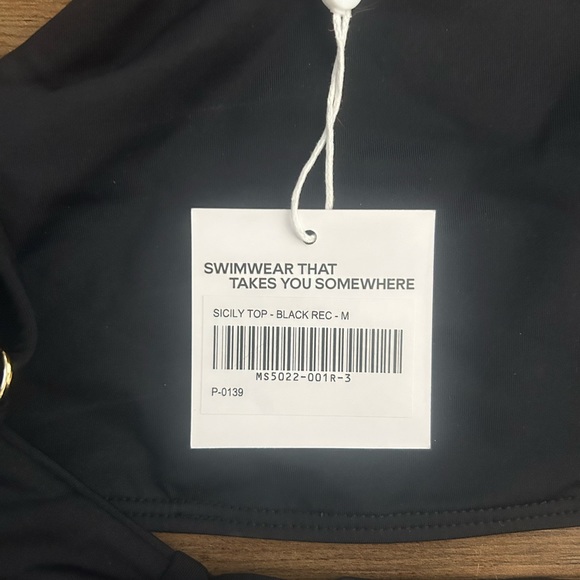 SWIMWEAR THAT
TAKES YOU SOMEWHERE
SICILY TOP - BLACK REC - M
MS5022-001R-3
P-0139